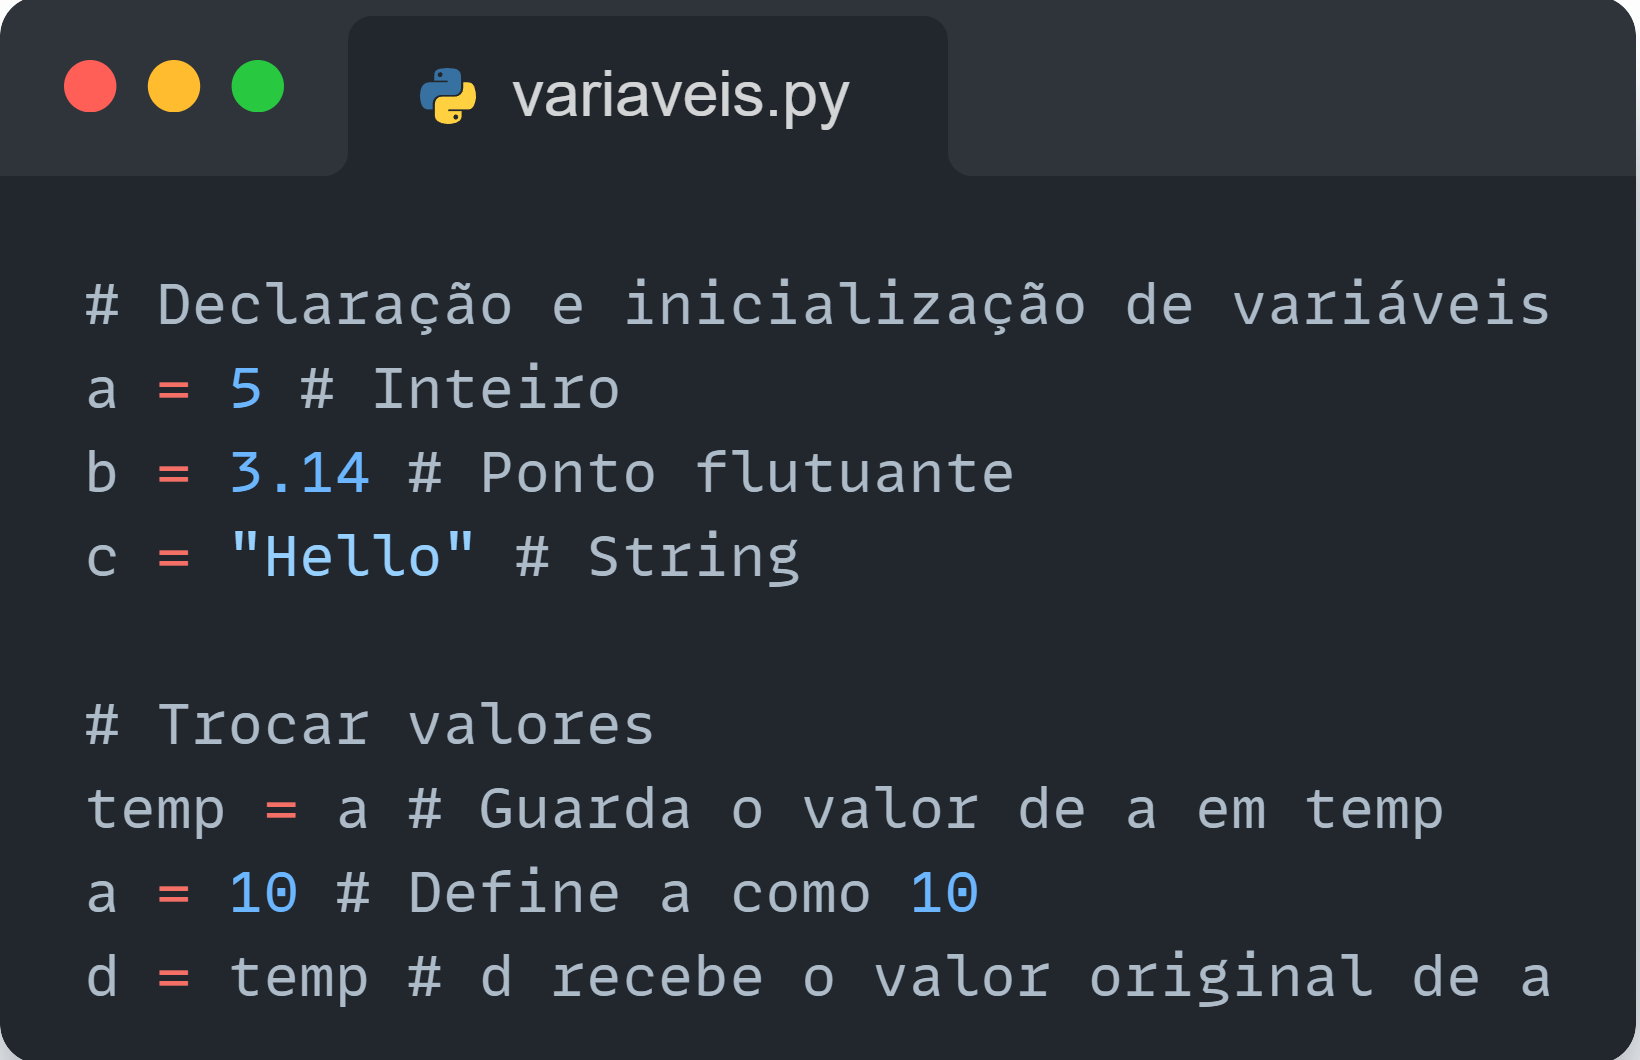 variaveis.py
# Declaração e inicialização de variáveis
a = 5 # Inteiro
b = 3.14 # Ponto flutuante
c = "Hello" # String
# Trocar valores
temp = a # Guarda o valor de a em temp
a = 10 # Define a como 10
d = temp # d recebe o valor original de a